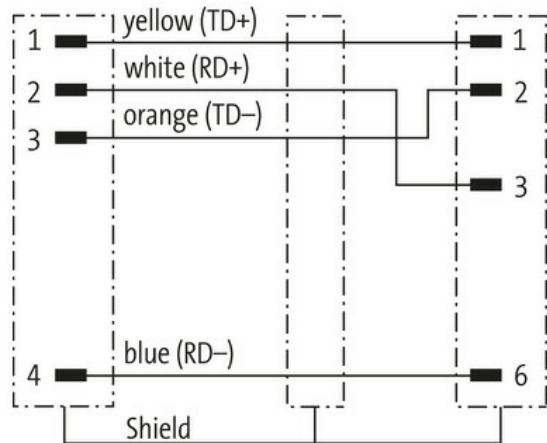 yellow (TD+)
1 1
white (RD+)
2 2
orange (TD–)
3
3
blue (RD–)
4 6
Shield